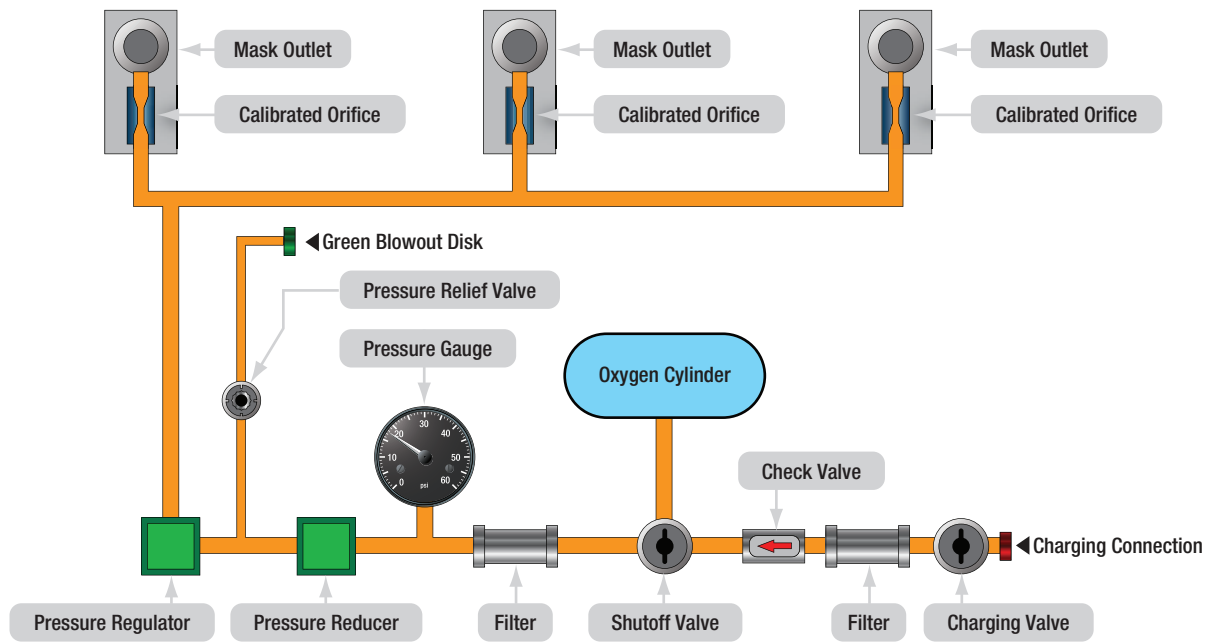 Mask Outlet
Mask Outlet
Mask Outlet
Calibrated Orifice
Calibrated Orifice
Calibrated Orifice
Green Blowout Disk
Pressure Relief Valve
Pressure Gauge
Oxygen Cylinder
0
10
20
30
40
50
60
psi
Check Valve
Charging Connection
Pressure Regulator
Pressure Reducer
Filter
Shutoff Valve
Filter
Charging Valve